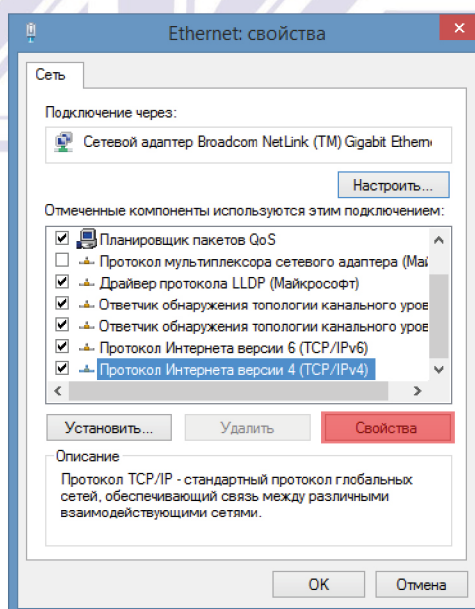 Ethernet: свойства
Сеть
Подключение через:
Сетевой адаптер Broadcom NetLink (TM) Gigabit Ethern
Настроить...
Отмеченные компоненты используются этим подключением:
Планировщик пакетов QoS
Протокол мультиплексора сетевого адаптера (Май
Драйвер протокола LLDP (Майкрософт)
Ответчик обнаружения топологии канального уров
Ответчик обнаружения топологии канального уров
Протокол Интернета версии 6 (TCP/IPv6)
Протокол Интернета версии 4 (TCP/IPv4)
Установить... Удалить Свойства
Описание
Протокол TCP/IP - стандартный протокол глобальных
сетей, обеспечивающий связь между различными
взаимодействующими сетями.
OK Отмена